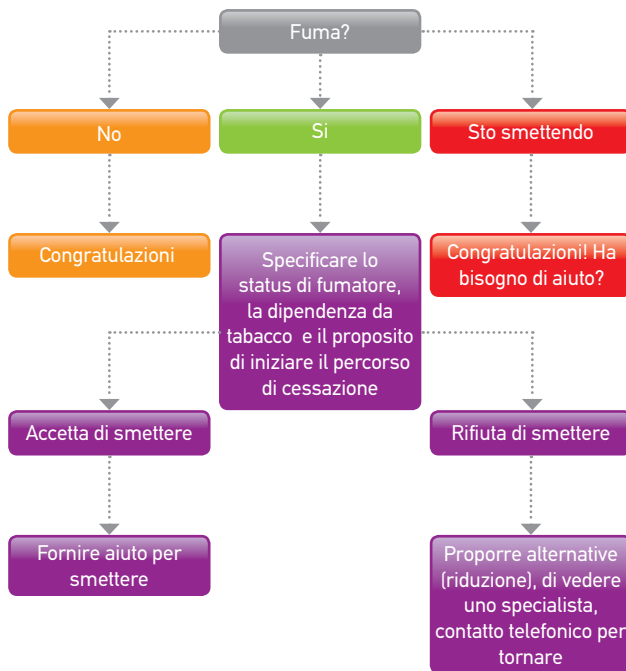 Fuma?
No
Si
Sto smettendo
Congratulazioni
Specificare lo
status di fumatore,
la dipendenza da
tabacco e il proposito
di iniziare il percorso
di cessazione
Congratulazioni! Ha
bisogno di aiuto?
Accetta di smettere
Rifiuta di smettere
Fornire aiuto per
smettere
Proporre alternative
(riduzione), di vedere
uno specialista,
contatto telefonico per
tornare